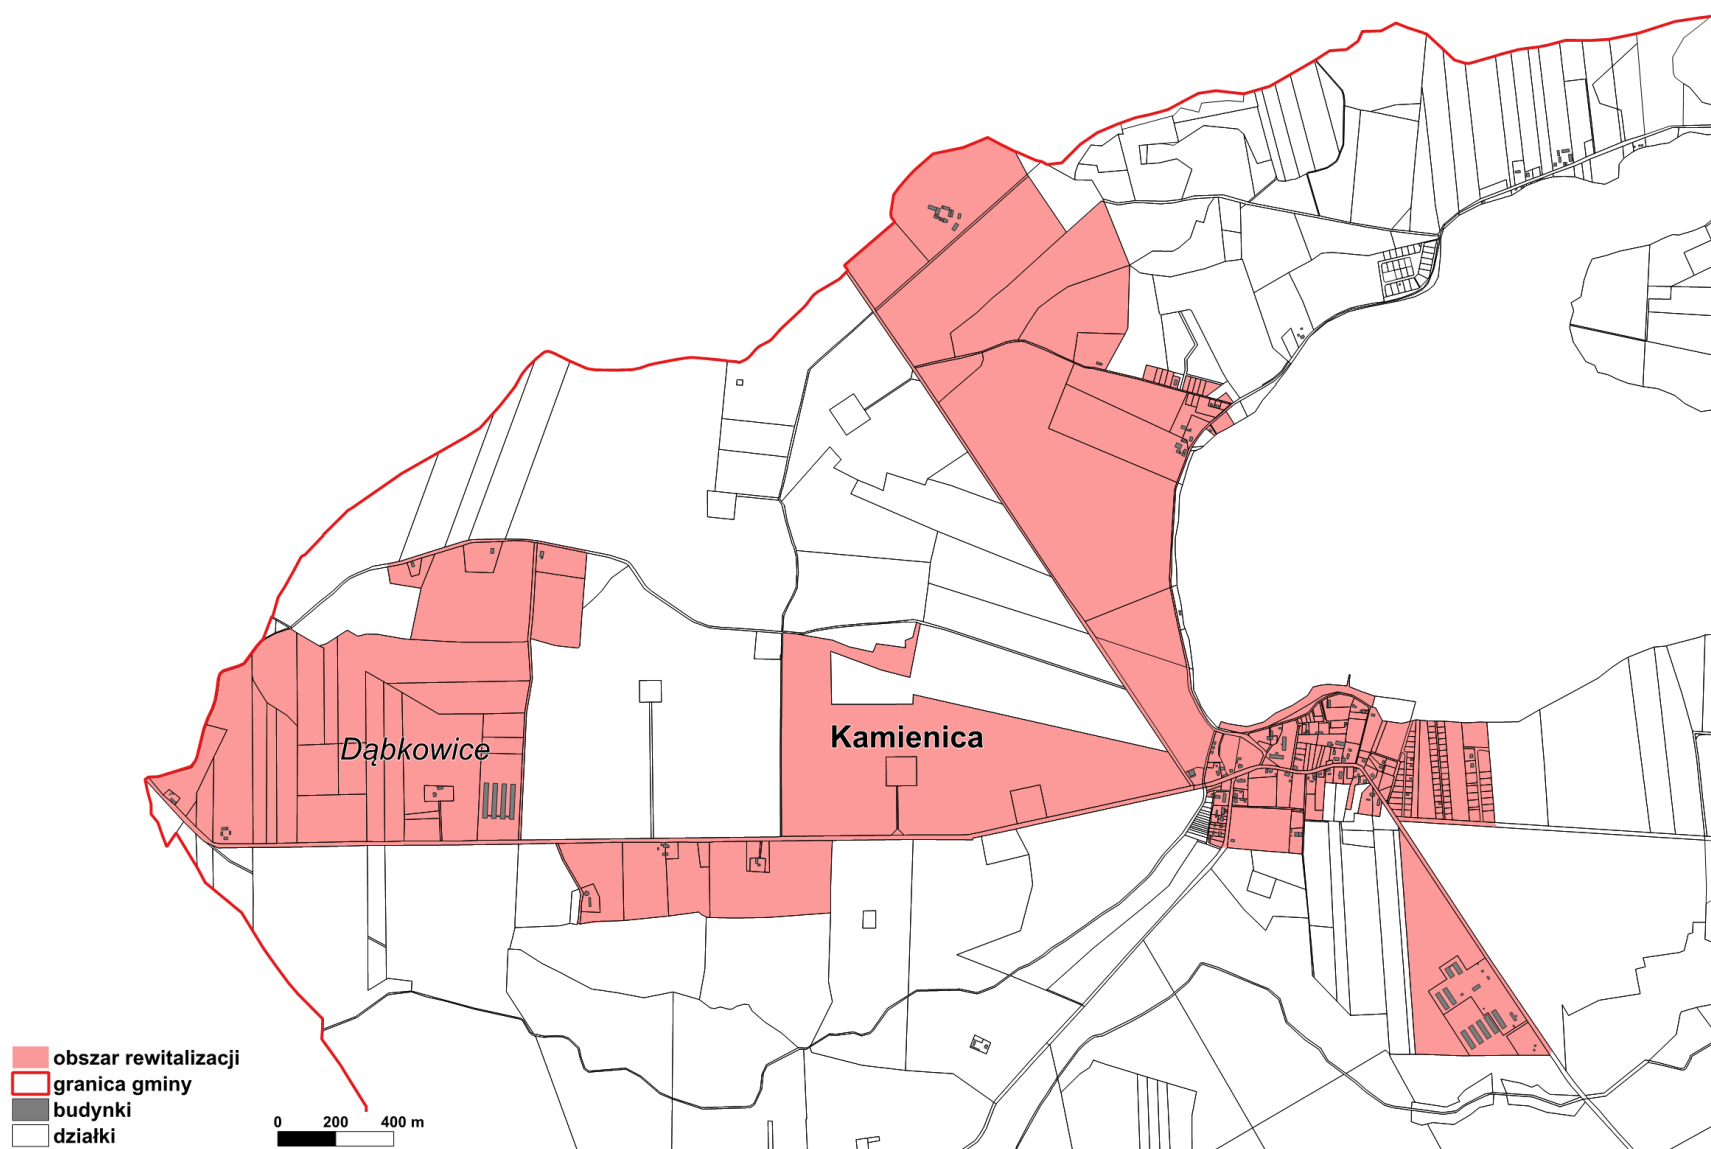 Dąbkowice
Kamienica
obszar rewitalizacji
granica gminy
budynki
działki
0 200 400 m